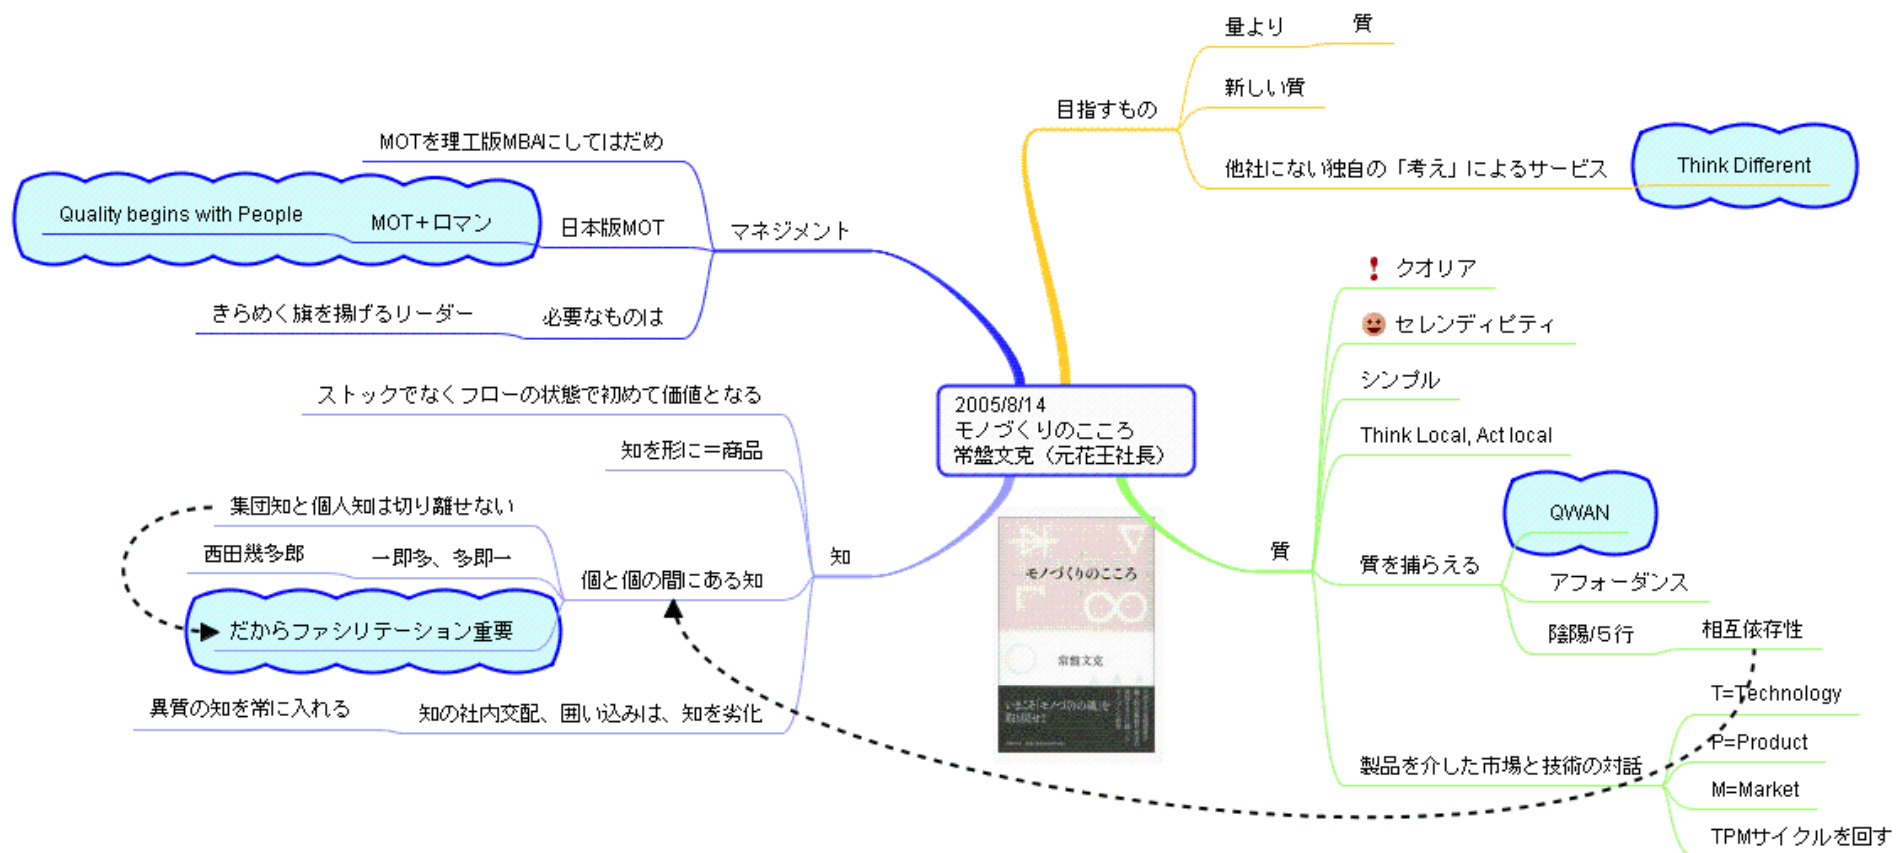 2005/8/14
モノづくりのこころ
常盤文克（元花王社長）
目指すもの
量より
質
新しい質
他社にない独自の「考え」によるサービス
Think Different
マネジメント
MOTを理工版MBAにしてはだめ
日本版MOT
MOT＋ロマン
Quality begins with People
必要なものは
きらめく旗を揚げるリーダー
知
ストックでなくフローの状態で初めて価値となる
知を形に＝商品
個と個の間にある知
集団知と個人知は切り離せない
一即多、多即一
西田幾多郎
だからファシリテーション重要
知の社内交配、囲い込みは、知を劣化
異質の知を常に入れる
質
クオリア
セレンディピティ
シンプル
Think Local, Act local
質を捕らえる
QWAN
アフォーダンス
陰陽/５行
相互依存性
製品を介した市場と技術の対話
T=Technology
P=Product
M=Market
TPMサイクルを回す
モノづくりのこころ
常盤文克